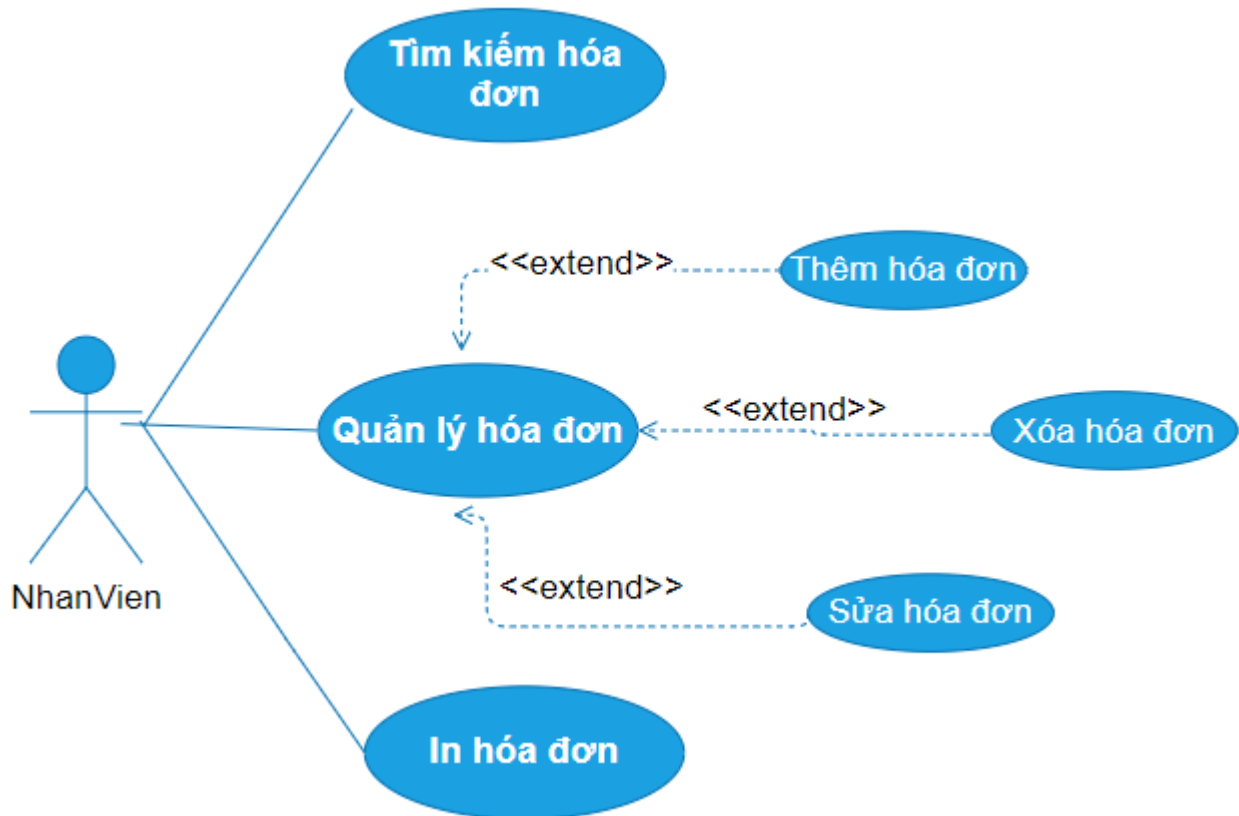 Tìm kiếm hóa
đơn
<<extend>>
Thêm hóa đơn
Quản lý hóa đơn
<<extend>>
Xóa hóa đơn
NhanVien
<<extend>>
Sửa hóa đơn
In hóa đơn